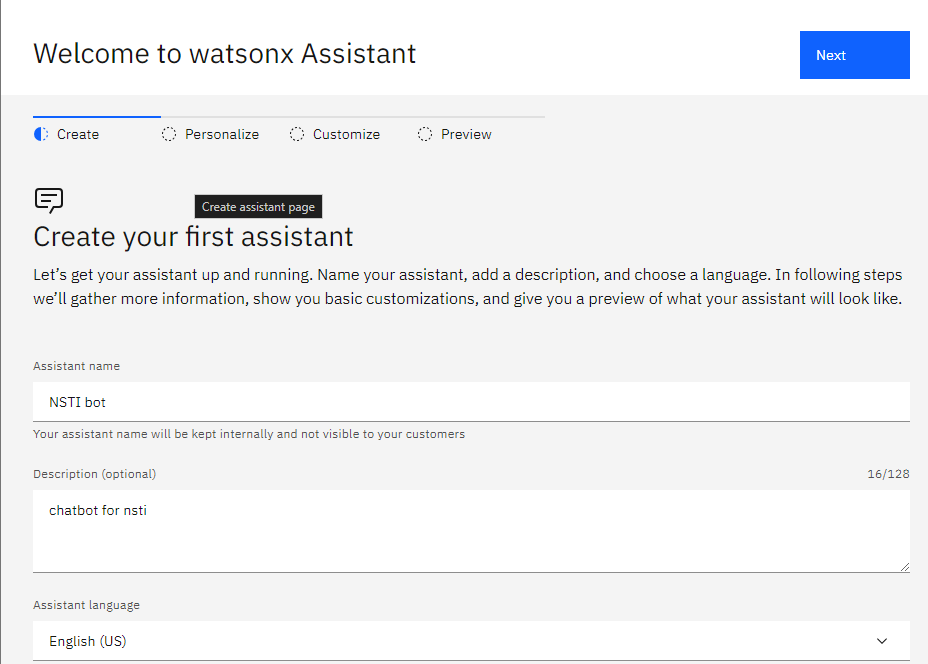 Welcome to watsonx Assistant
Next
Create
Personalize
Customize
Preview
Create assistant page
Create your first assistant
Let’s get your assistant up and running. Name your assistant, add a description, and choose a language. In following steps
we’ll gather more information, show you basic customizations, and give you a preview of what your assistant will look like.
Assistant name
NSTI bot
Your assistant name will be kept internally and not visible to your customers
Description (optional)
16/128
chatbot for nsti
Assistant language
English (US)